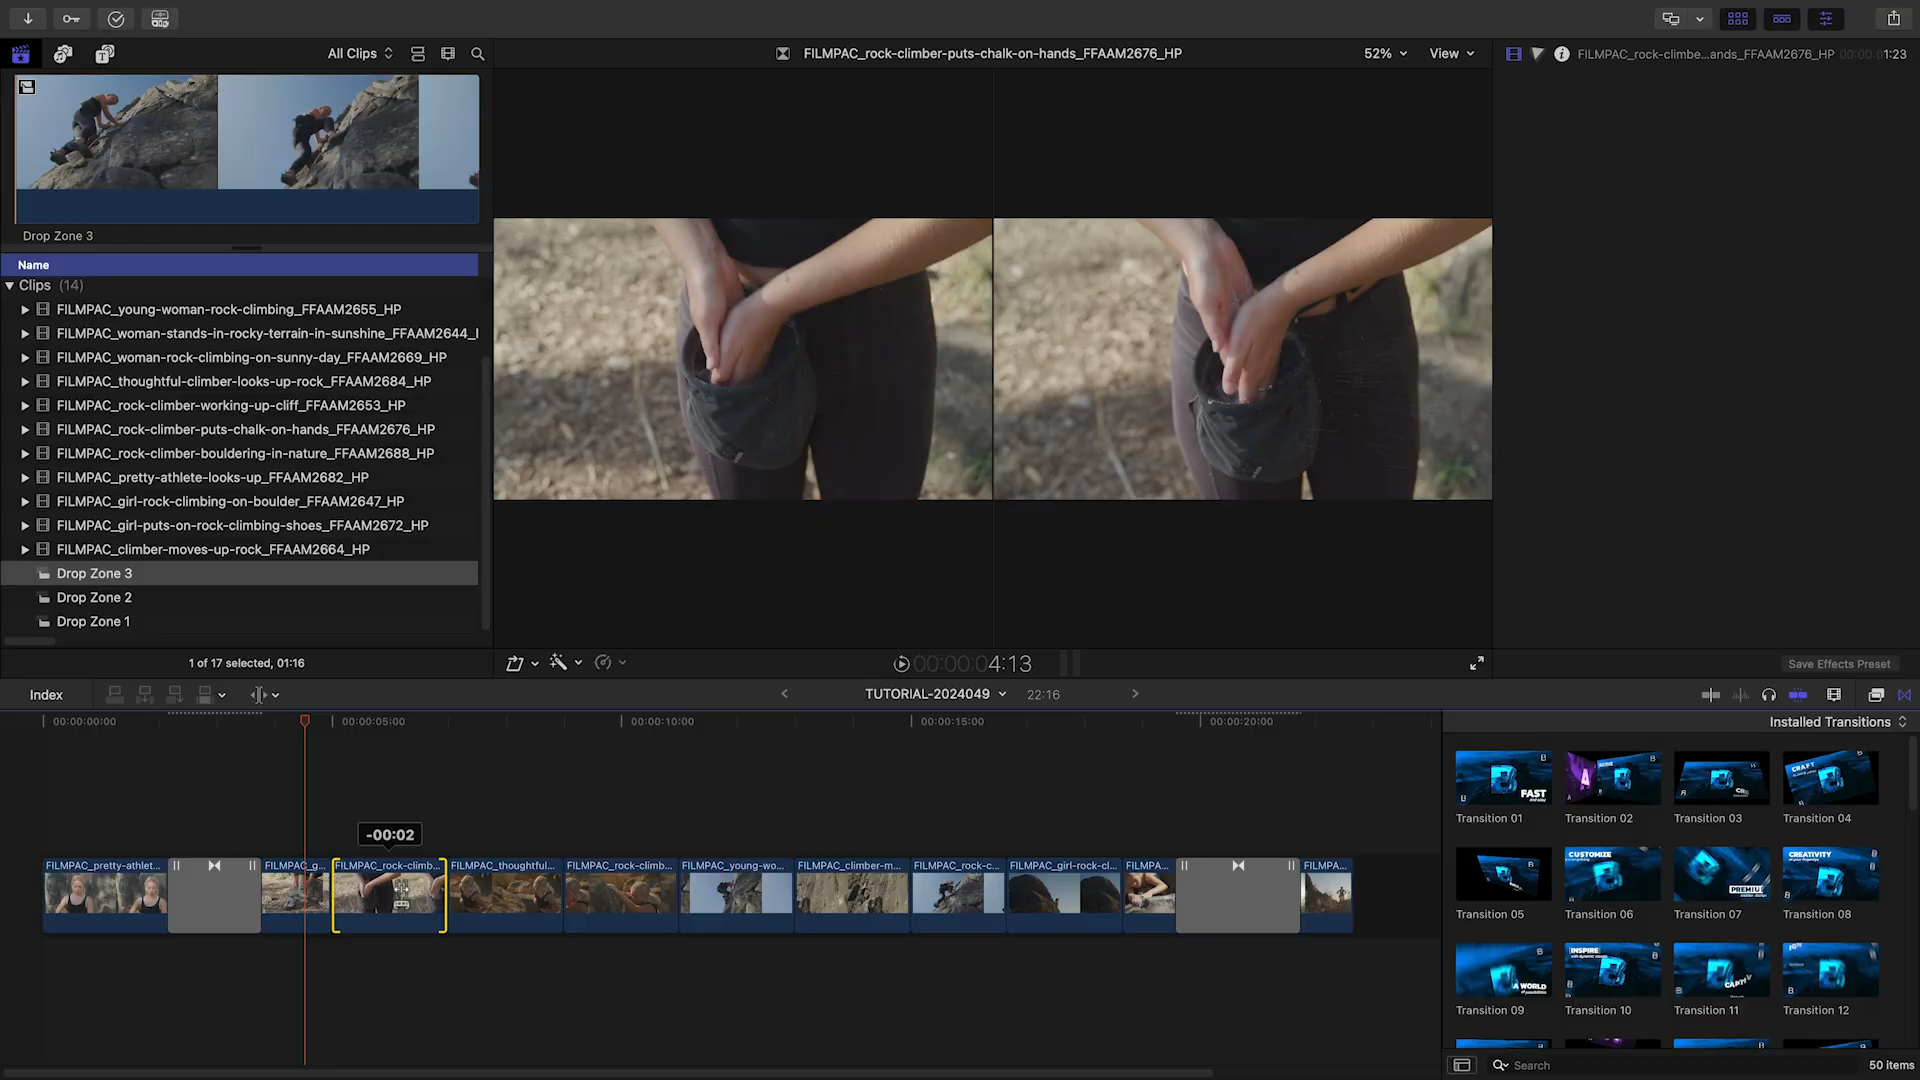 All Clips
FILMPAC_rock-climber-puts-chalk-on-hands_FFAAM2676_HP
52%
View
FILMPAC_rock-climbe...ands_FFAAM2676_HP
00:00:01:23
Drop Zone 3
Name
Clips (14)
FILMPAC_young-woman-rock-climbing_FFAAM2655_HP
FILMPAC_woman-stands-in-rocky-terrain-in-sunshine_FFAAM2644_
FILMPAC_woman-rock-climbing-on-sunny-day_FFAAM2669_HP
FILMPAC_thoughtful-climber-looks-up-rock_FFAAM2684_HP
FILMPAC_rock-climber-working-up-cliff_FFAAM2653_HP
FILMPAC_rock-climber-puts-chalk-on-hands_FFAAM2676_HP
FILMPAC_rock-climber-bouldering-in-nature_FFAAM2688_HP
FILMPAC_pretty-athlete-looks-up_FFAAM2682_HP
FILMPAC_girl-rock-climbing-on-boulder_FFAAM2647_HP
FILMPAC_girl-puts-on-rock-climbing-shoes_FFAAM2672_HP
FILMPAC_climber-moves-up-rock_FFAAM2664_HP
Drop Zone 3
Drop Zone 2
Drop Zone 1
1 of 17 selected, 01:16
00:00:04:13
Save Effects Preset
Index
TUTORIAL-2024049
22:16
00:00:00:00
00:00:05:00
00:00:10:00
00:00:15:00
00:00:20:00
Installed Transitions
-00:02
FILMPAC_pretty-athlet...
FILMPAC_g...
FILMPAC_rock-climb...
FILMPAC_thoughtful...
FILMPAC_rock-climb...
FILMPAC_young-wo...
FILMPAC_climber-m...
FILMPAC_rock-c...
FILMPAC_girl-rock-cl...
FILMPA...
FILMPA...
FAST
A
CRAFT
Transition 01
Transition 02
Transition 03
Transition 04
CUSTOMIZE
PREMIU
CREATIVITY
Transition 05
Transition 06
Transition 07
Transition 08
A WORLD
INSPIRE
Transition 09
Transition 10
Transition 11
Transition 12
Search
50 items